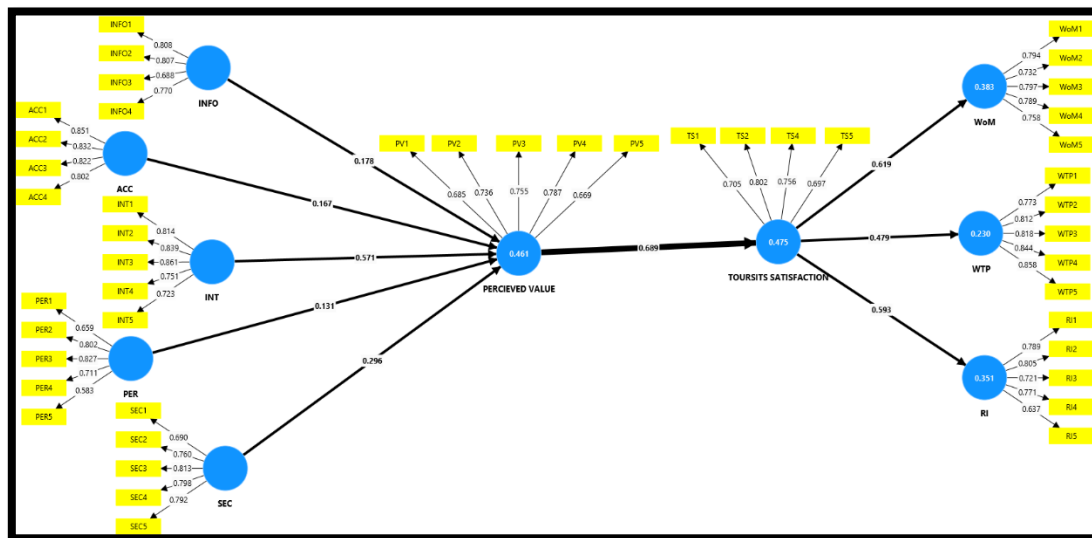 INFO1
INFO2
INFO3
INFO4
0.808
0.807
0.688
0.770
INFO
ACC1
ACC2
ACC3
ACC4
0.851
0.832
0.822
0.802
ACC
INT1
INT2
INT3
INT4
INT5
0.814
0.839
0.861
0.751
0.723
INT
PER1
PER2
PER3
PER4
PER5
0.659
0.802
0.827
0.711
0.583
PER
SEC1
SEC2
SEC3
SEC4
SEC5
0.690
0.760
0.813
0.798
0.792
SEC
0.178
0.167
0.571
0.131
0.296
PV1
PV2
PV3
PV4
PV5
0.685
0.736
0.755
0.787
0.669
0.461
PERCIEVED VALUE
0.689
TS1
TS2
TS4
TS5
0.705
0.802
0.756
0.697
0.475
TOURSITS SATISFACTION
0.619
0.479
0.593
0.383
WoM
WoM1
WoM2
WoM3
WoM4
WoM5
0.794
0.732
0.797
0.789
0.758
0.230
WTP
WTP1
WTP2
WTP3
WTP4
WTP5
0.773
0.812
0.818
0.844
0.858
0.351
RI
RI1
RI2
RI3
RI4
RI5
0.789
0.805
0.721
0.771
0.637